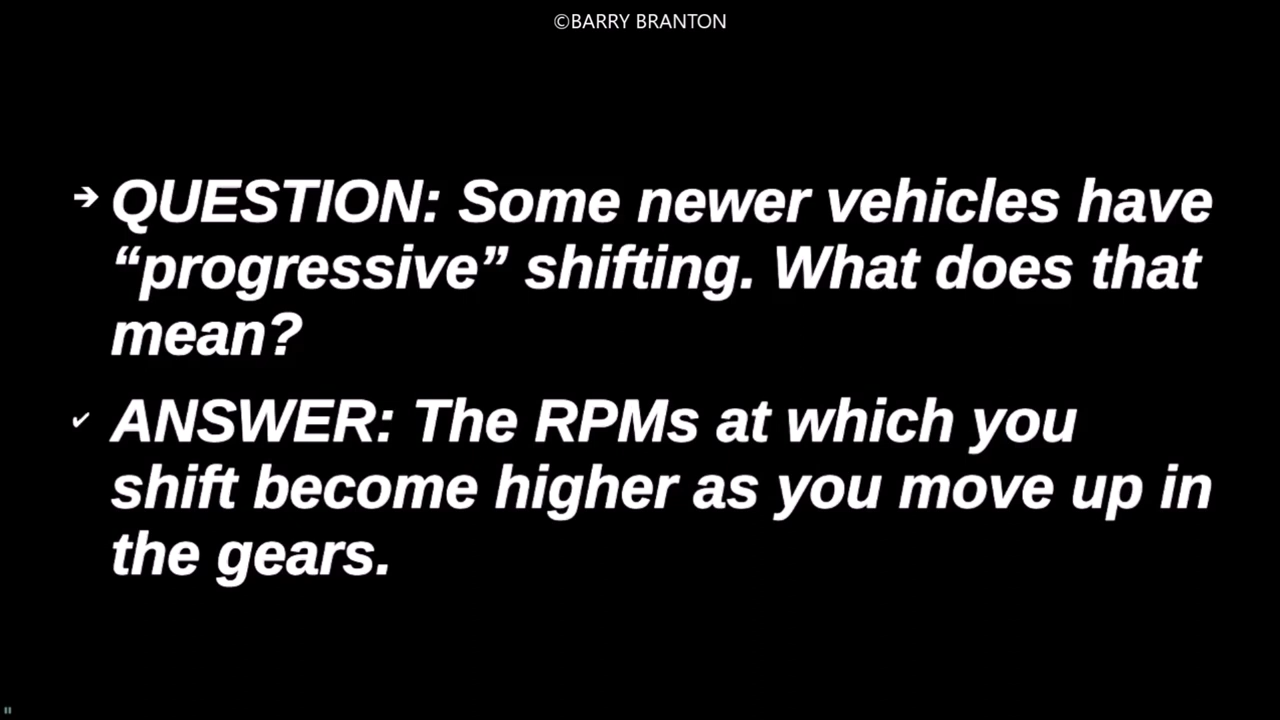 ©BARRY BRANTON
➔ QUESTION: Some newer vehicles have
“progressive” shifting. What does that
mean?
✔ ANSWER: The RPMs at which you
shift become higher as you move up in
the gears.